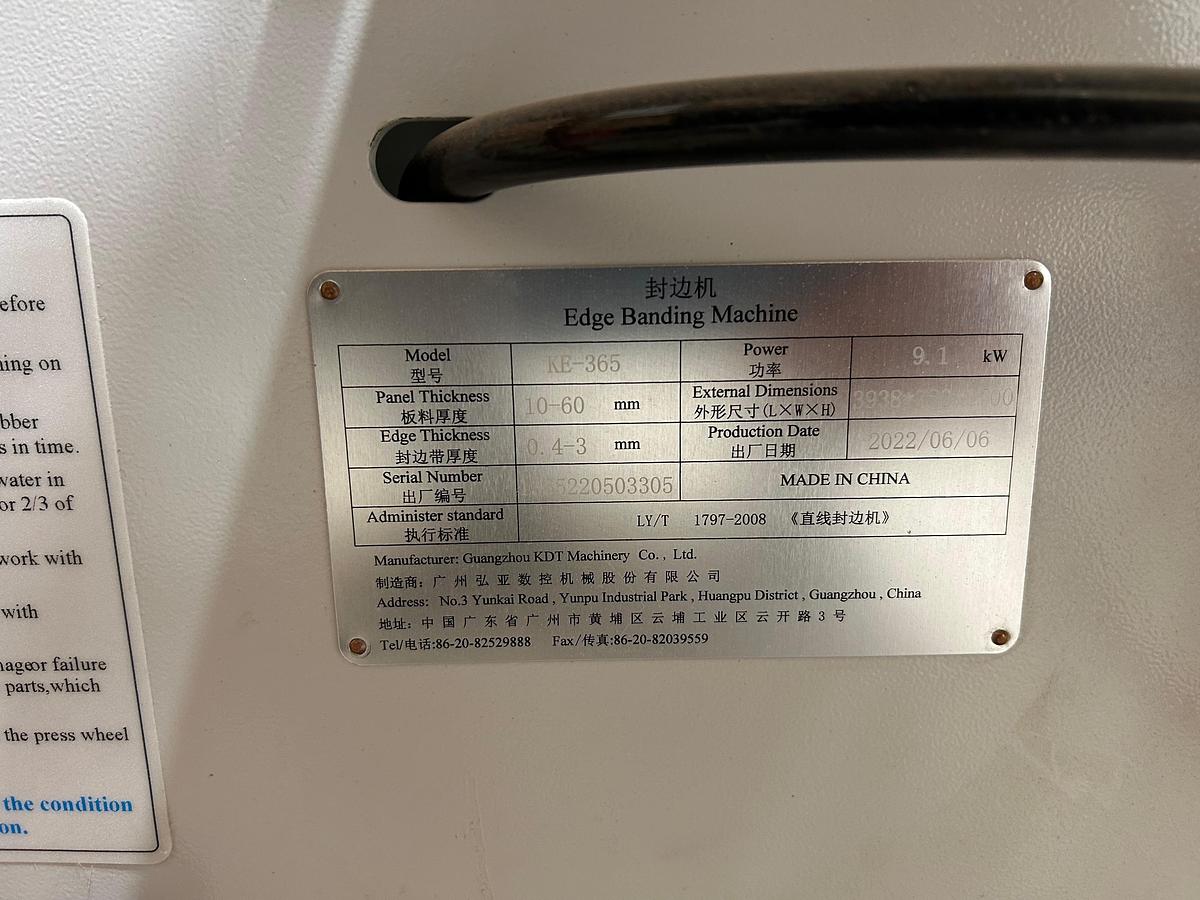 efore
ning on
bber
s in time.
water in
or 2/3 of
work with
with
nageor failure
parts,which
the press wheel
the condition
on.
封边机
Edge Banding Machine
Model KE-365 Power 9.1 kW
型号 功率
Panel Thickness 10-60 mm External Dimensions
板料厚度 外形尺寸(L×W×H)
Edge Thickness 0.4-3 mm Production Date 2022/06/06
封边带厚度 出厂日期
Serial Number MADE IN CHINA
出厂编号
Administer standard LY/T 1797-2008 《直线封边机》
执行标准
Manufacturer: Guangzhou KDT Machinery Co., Ltd.
制造商: 广州弘亚数控机械股份有限公司
Address: No.3 Yunkai Road , Yunpu Industrial Park , Huangpu District , Guangzhou , China
地址: 中国广东省广州市黄埔区云埔工业区云开路3号
Tel/电话:86-20-82529888 Fax/传真:86-20-82039559